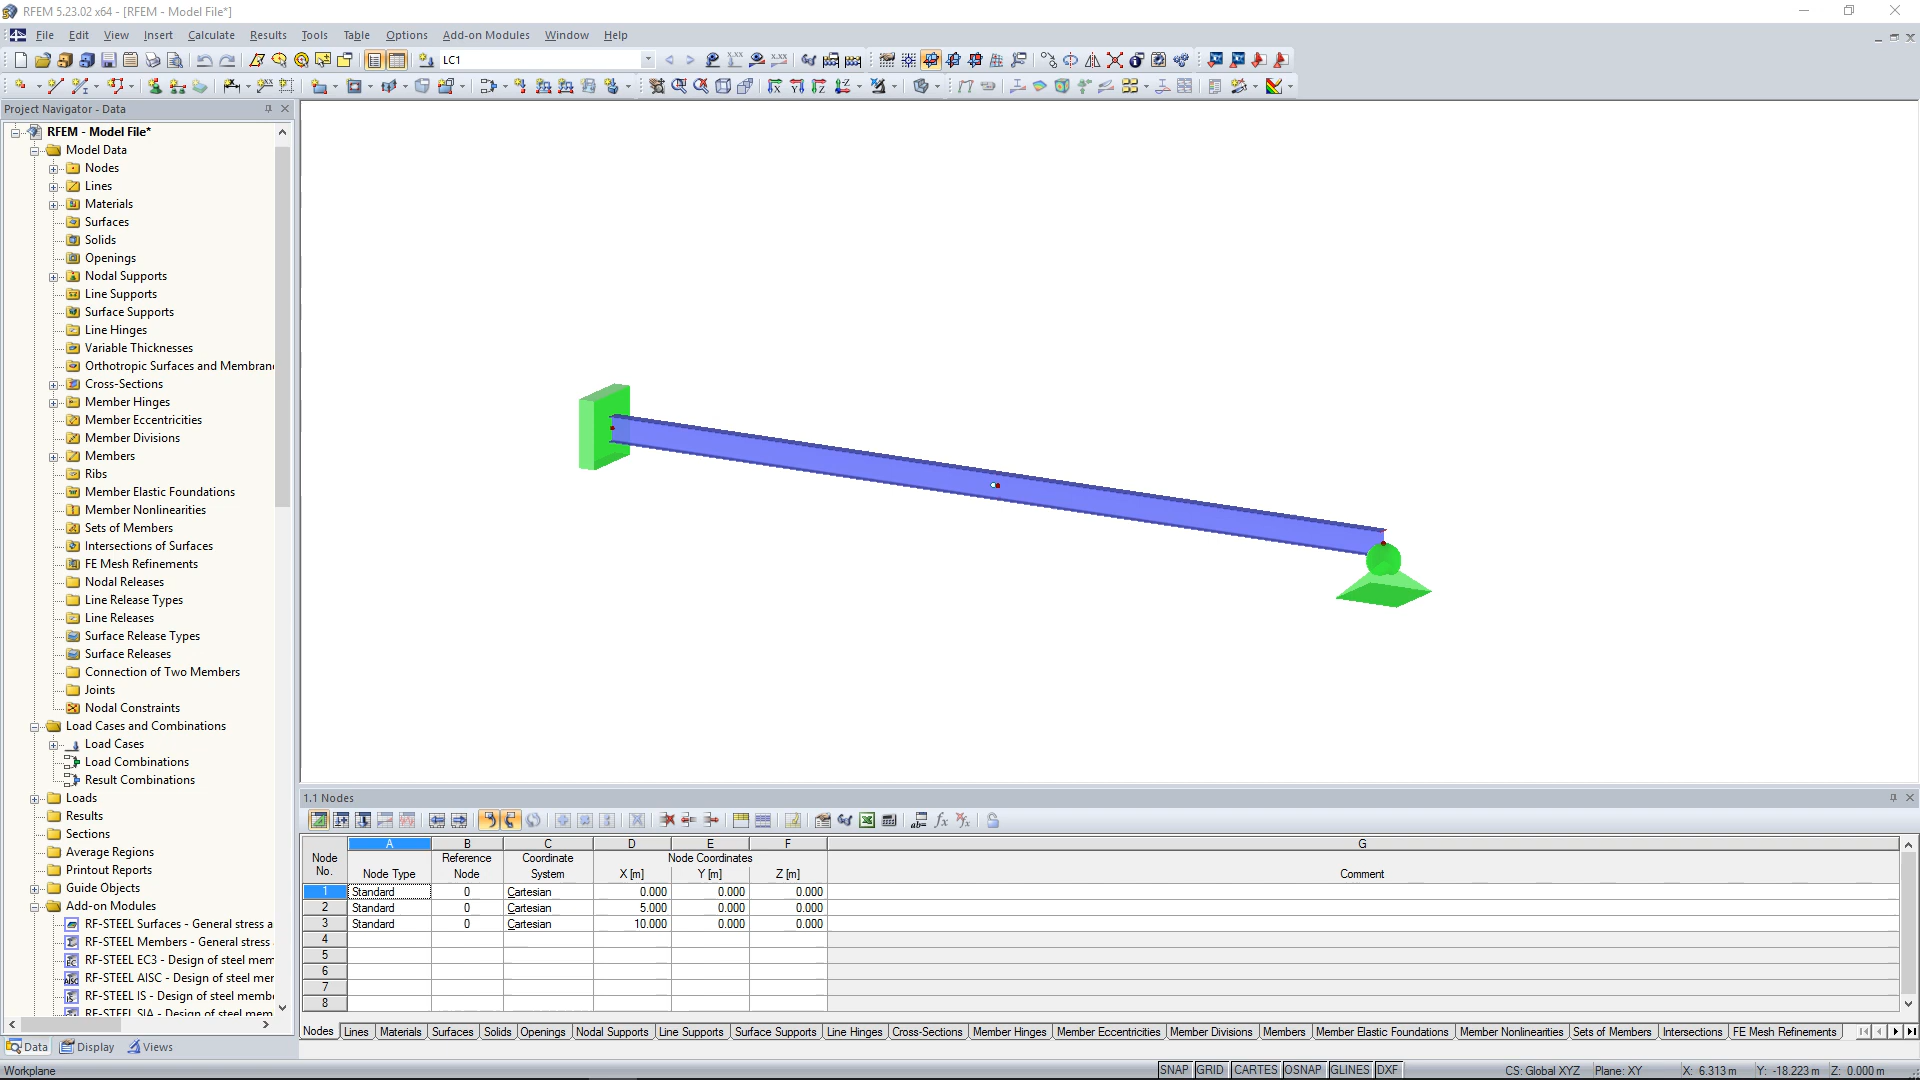 RFEM 5.23.02 x64 - [RFEM - Model File*]
File Edit View Insert Calculate Results Tools Table Options Add-on Modules Window Help
LC1
Project Navigator - Data
RFEM - Model File*
Model Data
Nodes
Lines
Materials
Surfaces
Solids
Openings
Nodal Supports
Line Supports
Surface Supports
Line Hinges
Variable Thicknesses
Orthotropic Surfaces and Membran
Cross-Sections
Member Hinges
Member Eccentricities
Member Divisions
Members
Ribs
Member Elastic Foundations
Member Nonlinearities
Sets of Members
Intersections of Surfaces
FE Mesh Refinements
Nodal Releases
Line Release Types
Line Releases
Surface Release Types
Surface Releases
Connection of Two Members
Joints
Nodal Constraints
Load Cases and Combinations
Load Cases
Load Combinations
Result Combinations
Loads
Results
Sections
Average Regions
Printout Reports
Guide Objects
Add-on Modules
RF-STEEL Surfaces - General stress a
RF-STEEL Members - General stress
RF-STEEL EC3 - Design of steel mem
RF-STEEL AISC - Design of steel mer
RF-STEEL IS - Design of steel membe
RF-STEEL SIA - Design of steel mem
Data Display Views
1.1 Nodes
A B C D E F G
Node Reference Coordinate Node Coordinates
No. Node Type Node System X [m] Y [m] Z [m] Comment
1 Standard 0 Cartesian 0.000 0.000 0.000
2 Standard 0 Cartesian 5.000 0.000 0.000
3 Standard 0 Cartesian 10.000 0.000 0.000
4
5
6
7
8
Nodes Lines Materials Surfaces Solids Openings Nodal Supports Line Supports Surface Supports Line Hinges Cross-Sections Member Hinges Member Eccentricities Member Divisions Members Member Elastic Foundations Member Nonlinearities Sets of Members Intersections FE Mesh Refinements
Workplane SNAP GRID CARTES OSNAP GLINES DXF CS: Global XYZ Plane: XY X: 6.313 m Y: -18.223 m Z: 0.000 m